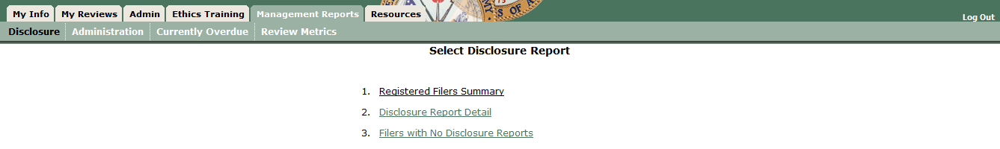 My Info My Reviews Admin Ethics Training Management Reports Resources Log Out
Disclosure Administration Currently Overdue Review Metrics
Select Disclosure Report
1. Registered Filers Summary
2. Disclosure Report Detail
3. Filers with No Disclosure Reports